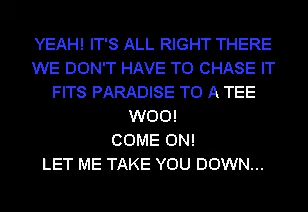 YEAH! IT'S ALL RIGHT THERE
WE DON'T HAVE TO CHASE IT
FITS PARADISE TO A TEE
WOO!
COME ON!
LET ME TAKE YOU DOWN...